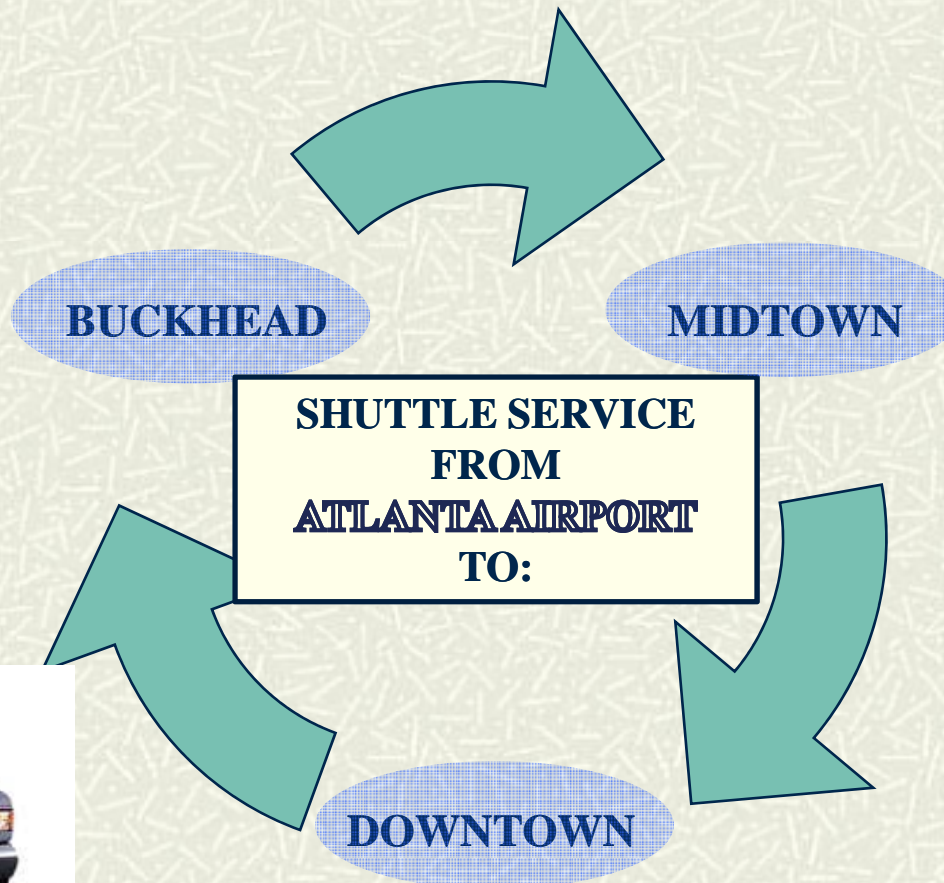 BUCKHEAD
MIDTOWN
SHUTTLE SERVICE
FROM
ATLANTA AIRPORT
TO:
DOWNTOWN